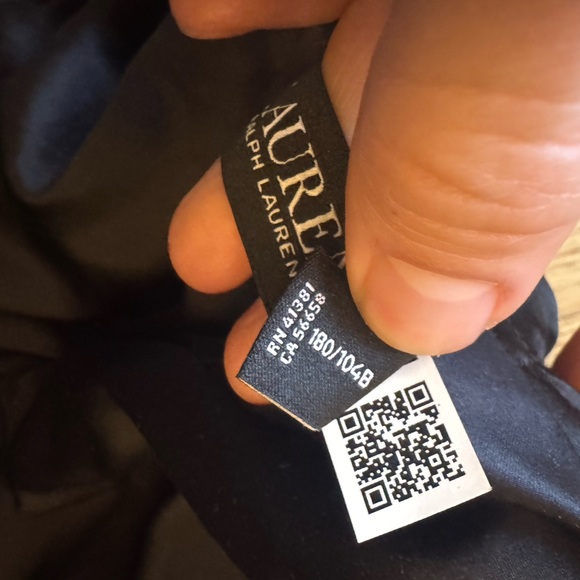 LAUREN
RALPH LAUREN
RN 41381
CA 56658
180/104B